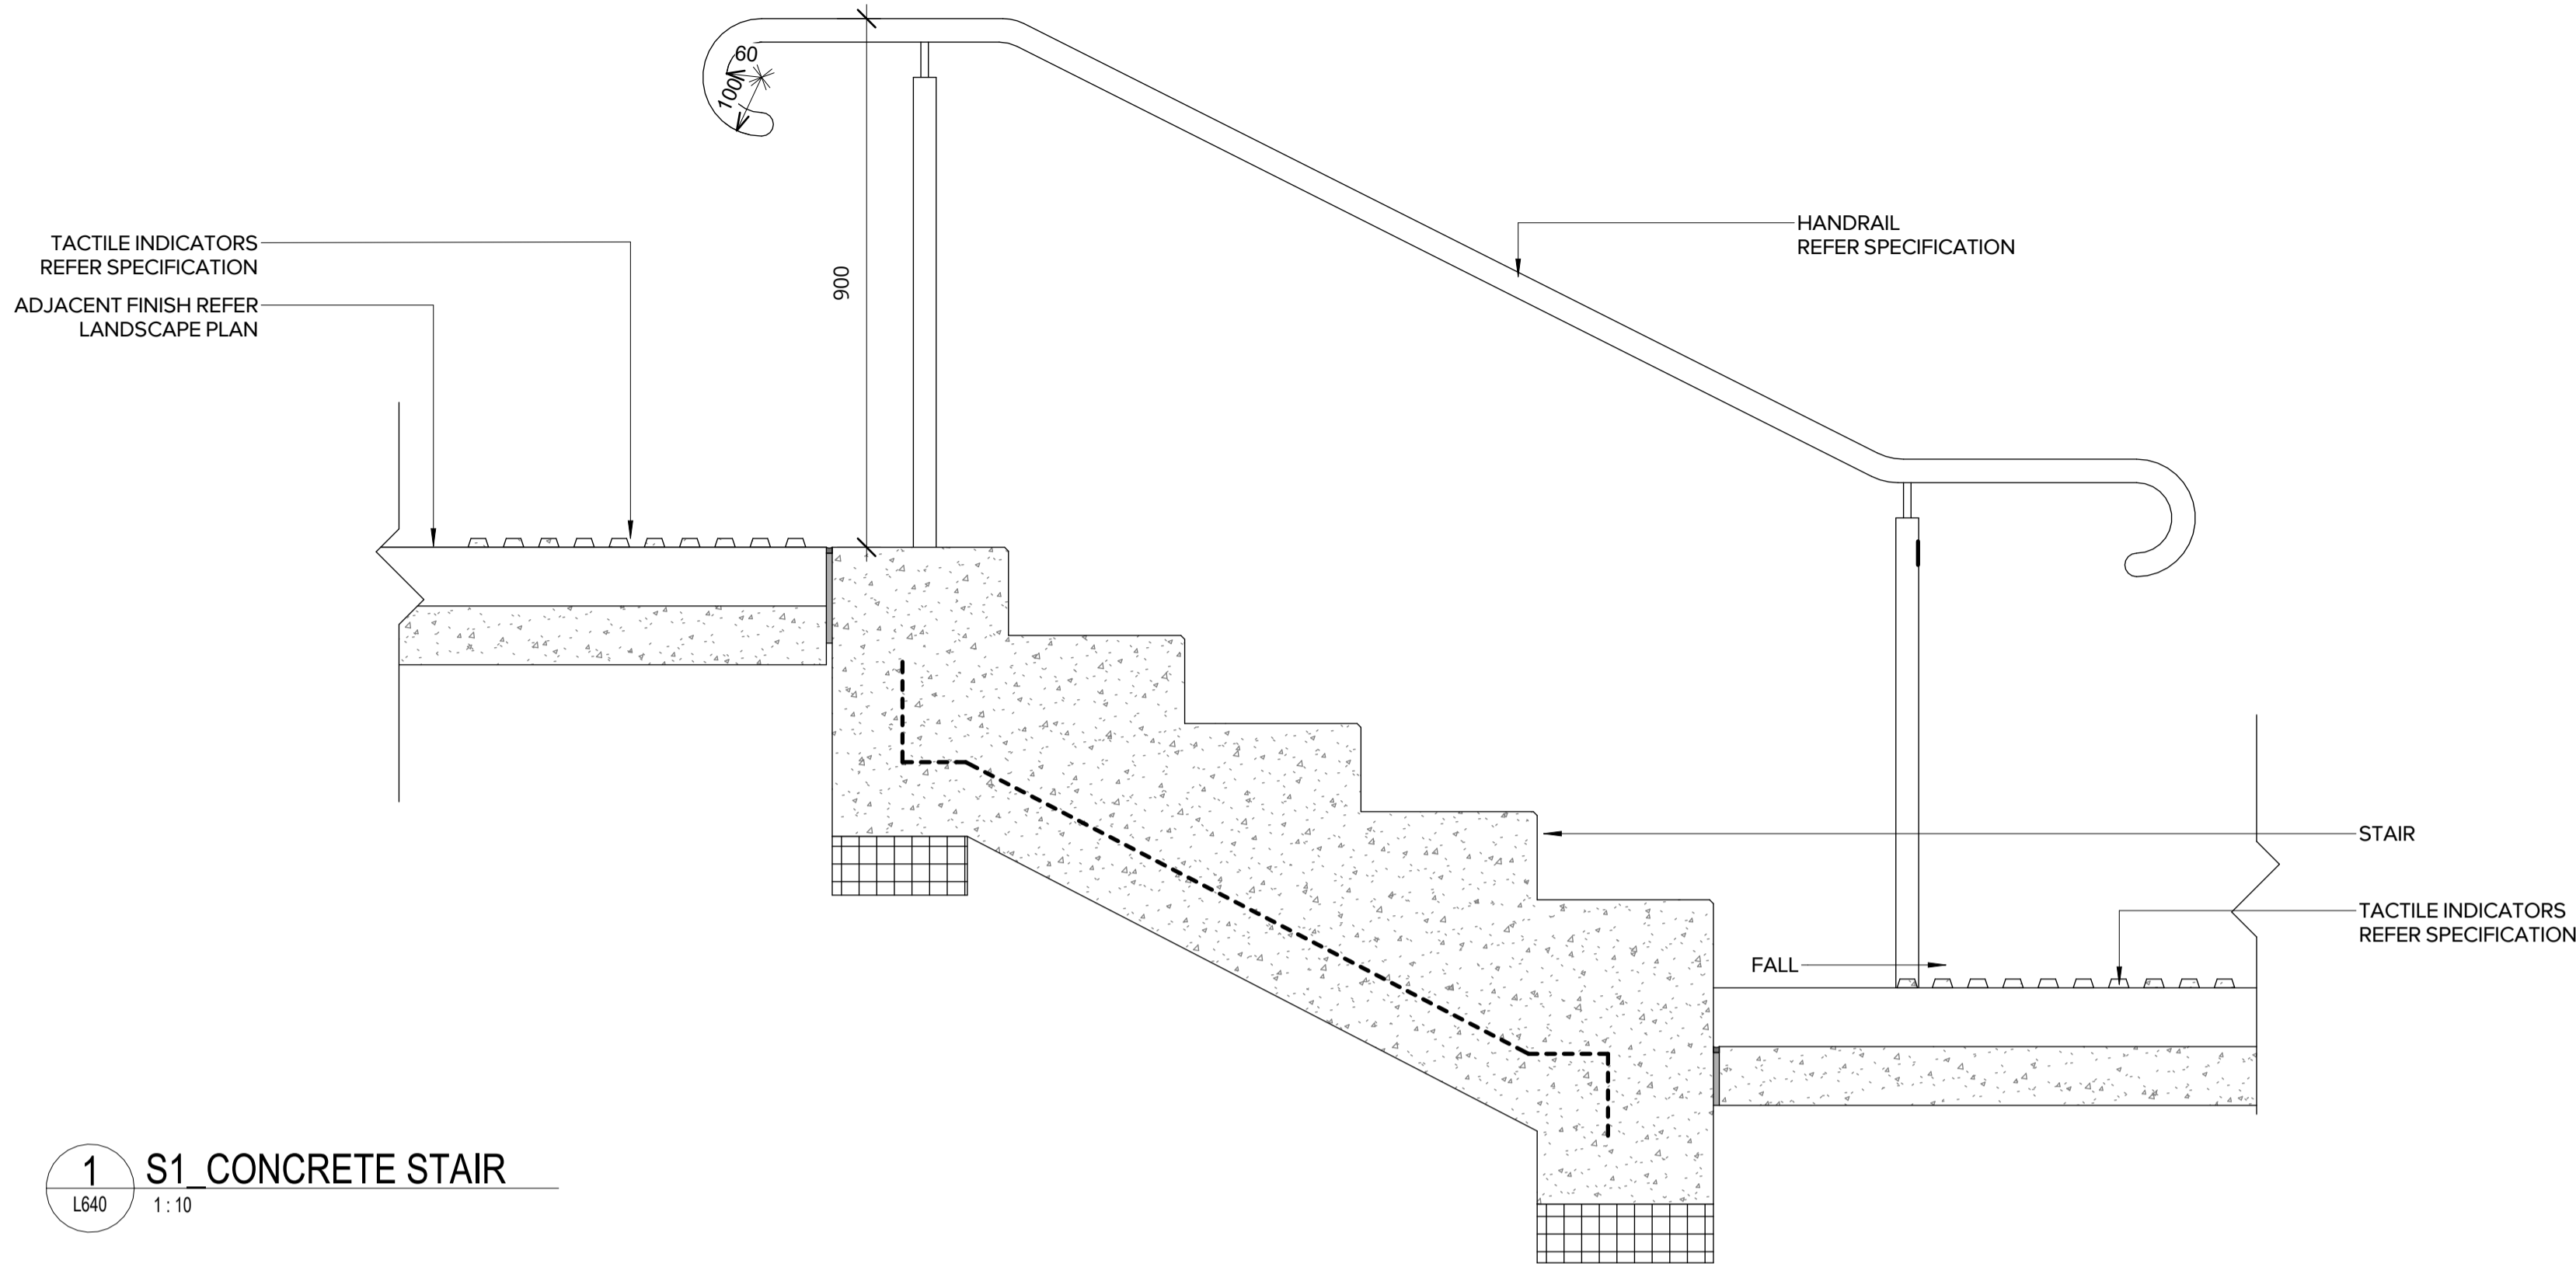 60
100
TACTILE INDICATORS
REFER SPECIFICATION
ADJACENT FINISH REFER
LANDSCAPE PLAN
900
HANDRAIL
REFER SPECIFICATION
STAIR
TACTILE INDICATORS
REFER SPECIFICATION
FALL
1
L640
S1_CONCRETE STAIR
1 : 10